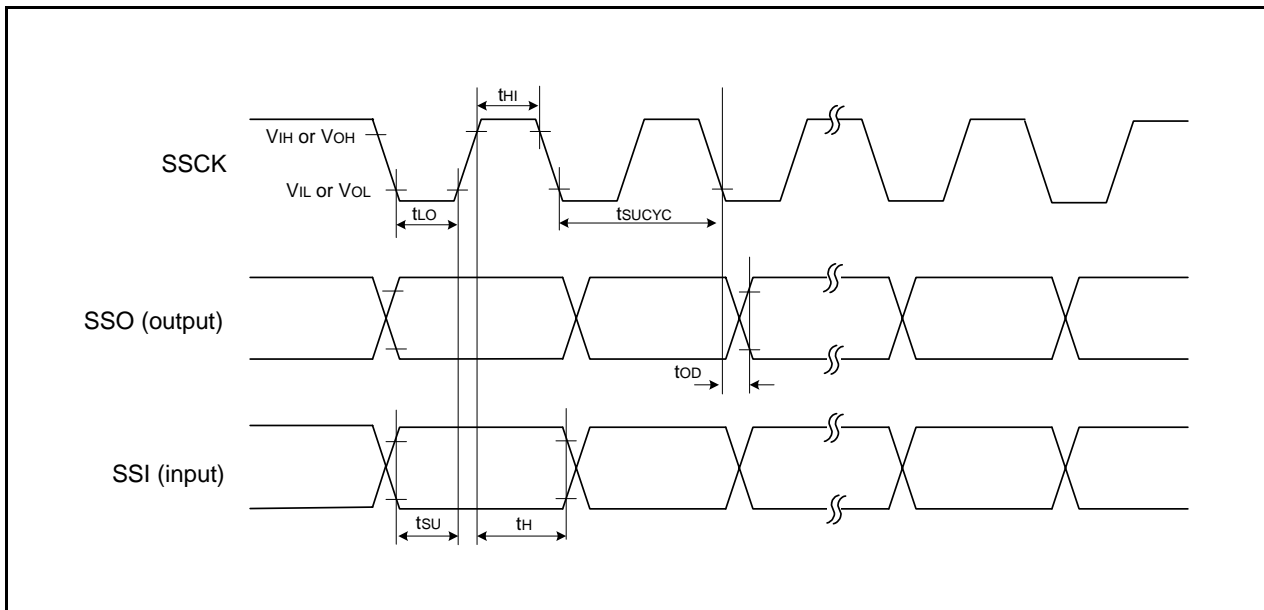 tHI
VIH or VOH
SSCK
VIL or VOL
tLO
tSUCYC
SSO (output)
tOD
SSI (input)
tSU
tH